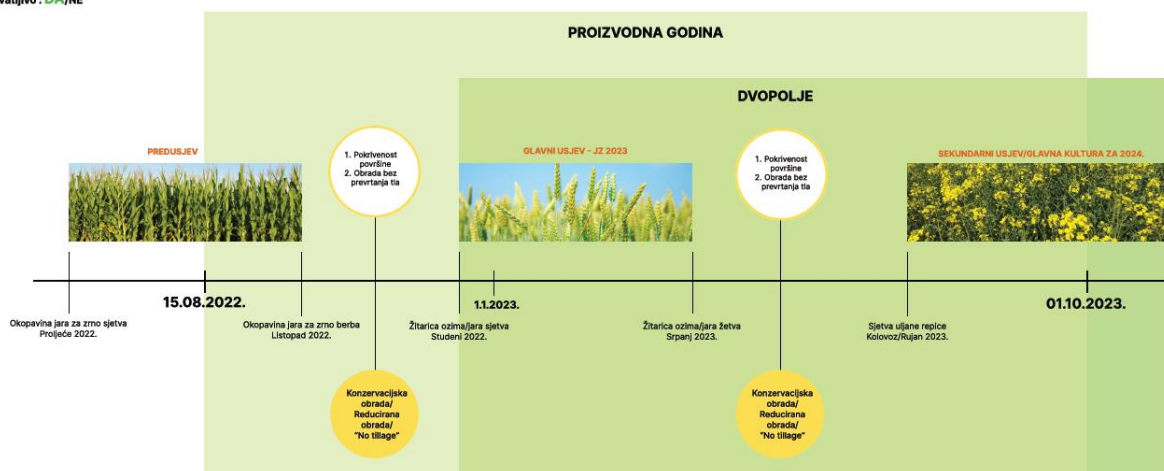 DA/NE
PROIZVODNA GODINA
DVOPOLJE
PREDUSJEV
1. Pokrivenost
površine
2. Obrada bez
prevrtanja tla
GLAVNI USJEV - JZ 2023
1. Pokrivenost
površine
2. Obrada bez
prevrtanja tla
SEKUNDARNI USJEV/GLAVNA KULTURA ZA 2024.
15.08.2022.
1.1.2023.
01.10.2023.
Okopavina jara za zrno sjetva
Proljeće 2022.
Okopavina jara za zrno berba
Listopad 2022.
Žitarica ozima/jara sjetva
Studeni 2022.
Žitarica ozima/jara žetva
Srpanj 2023.
Sjetva uljane repice
Kolovoz/Rujan 2023.
Konzervacijska
obrada/
Reducirana
obrada/
"No tillage"
Konzervacijska
obrada/
Reducirana
obrada/
"No tillage"